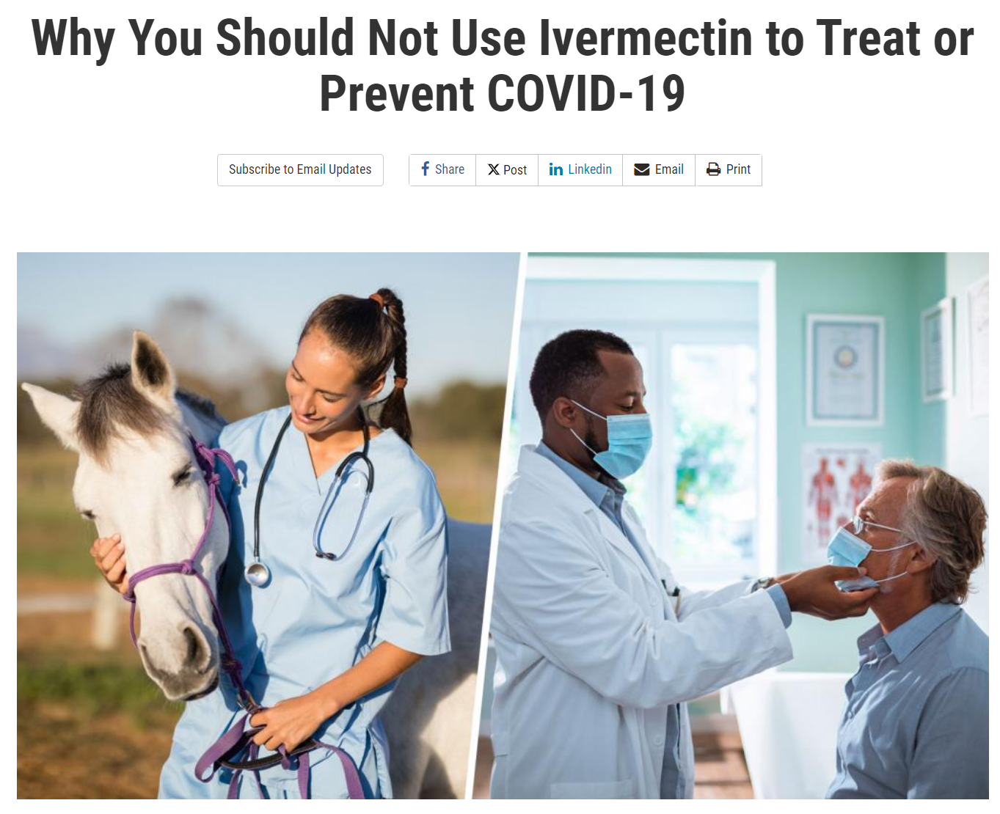 Why You Should Not Use Ivermectin to Treat or
Prevent COVID-19
Subscribe to Email Updates
Share
Post
Linkedin
Email
Print